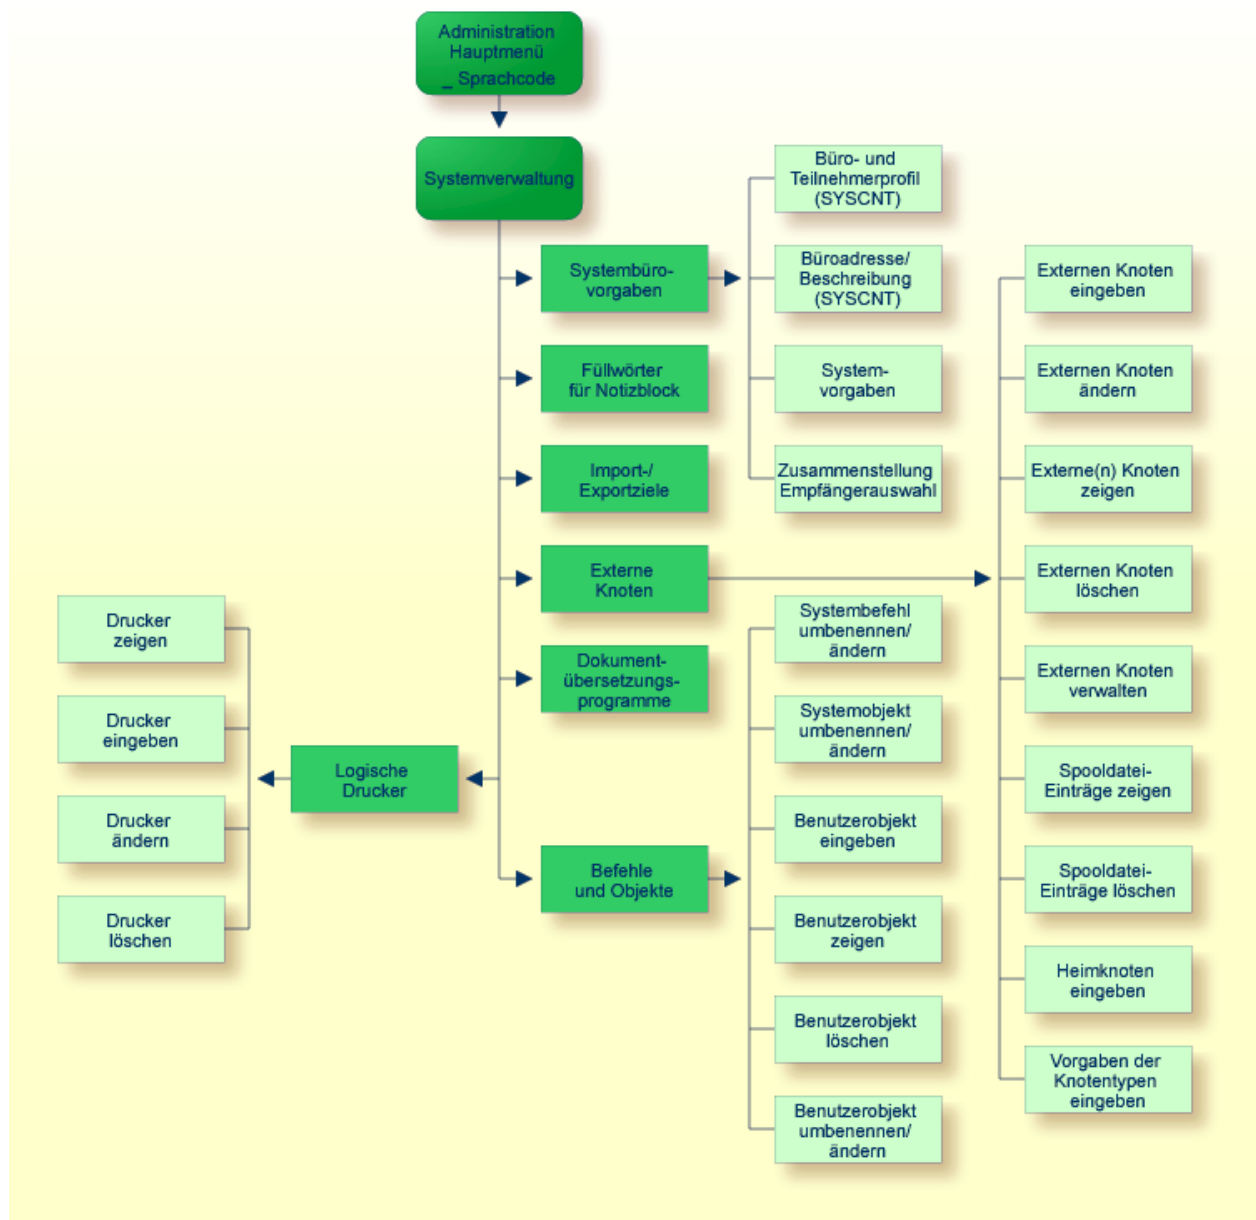 Administration
Hauptmenü
_ Sprachcode
Systemverwaltung
Systembüro-
vorgaben
Füllwörter
für Notizblock
Import-/
Exportziele
Externe
Knoten
Dokument-
übersetzungs-
programme
Logische
Drucker
Befehle
und Objekte
Drucker
zeigen
Drucker
eingeben
Drucker
ändern
Drucker
löschen
Büro- und
Teilnehmerprofil
(SYSCNT)
Büroadresse/
Beschreibung
(SYSCNT)
System-
vorgaben
Zusammenstellung
Empfängerauswahl
Systembefehl
umbenennen/
ändern
Systemobjekt
umbenennen/
ändern
Benutzerobjekt
eingeben
Benutzerobjekt
zeigen
Benutzerobjekt
löschen
Benutzerobjekt
umbenennen/
ändern
Externen Knoten
eingeben
Externen Knoten
ändern
Externe(n) Knoten
zeigen
Externen Knoten
löschen
Externen Knoten
verwalten
Spooldatei-
Einträge zeigen
Spooldatei-
Einträge löschen
Heimknoten
eingeben
Vorgaben der
Knotentypen
eingeben